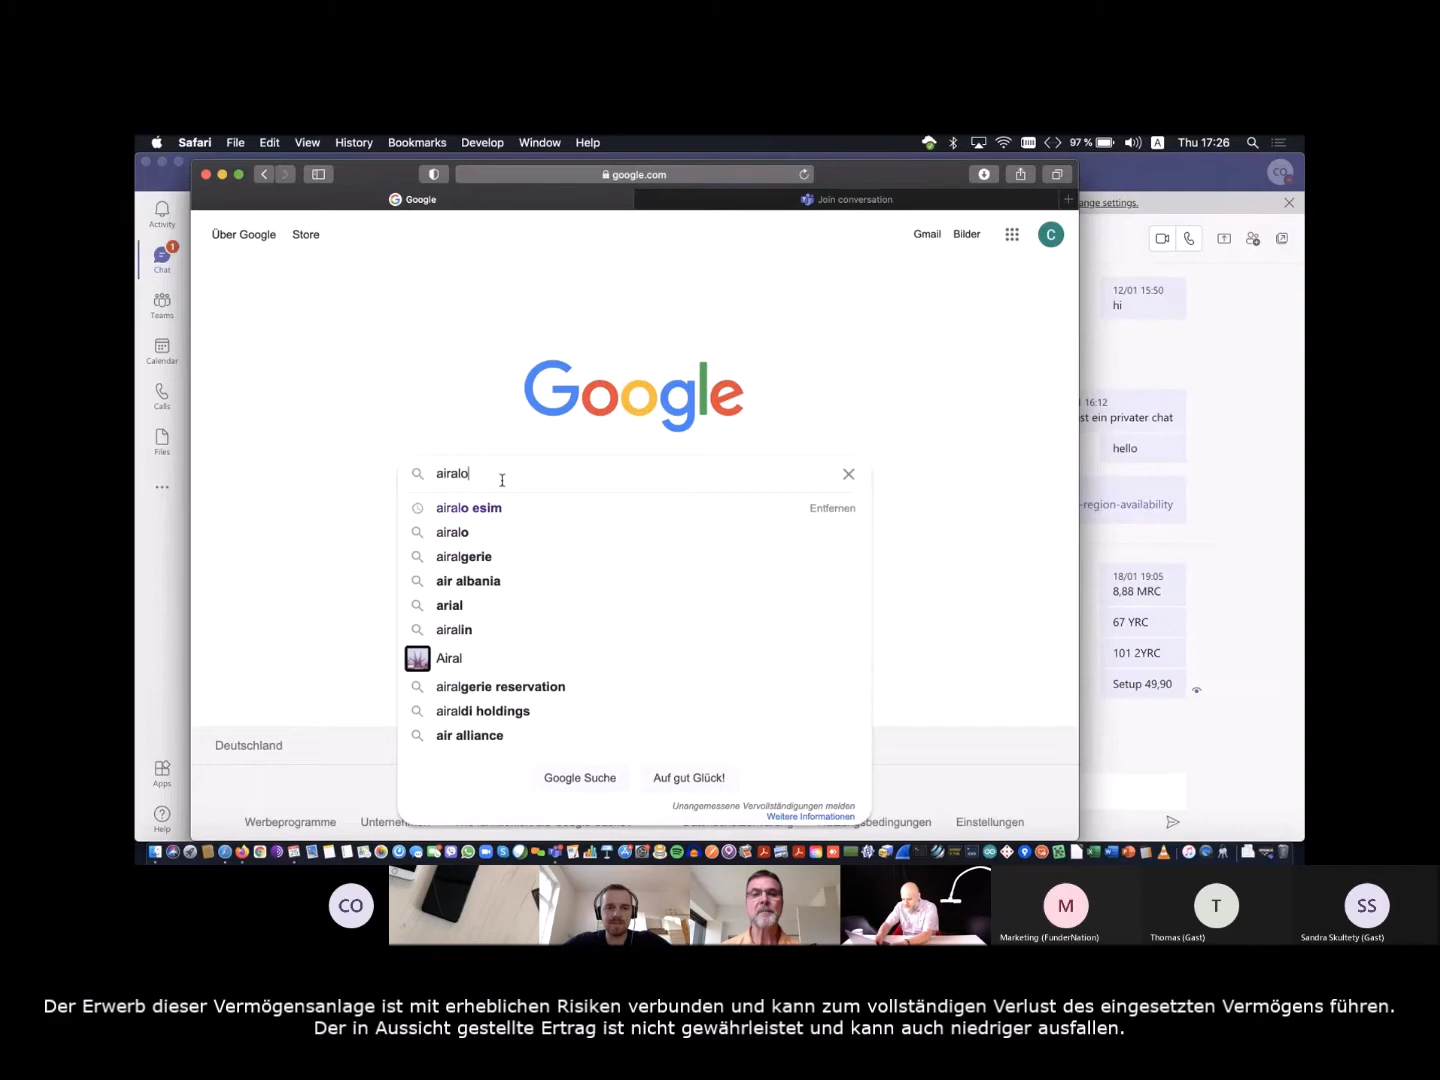 Safari File Edit View History Bookmarks Develop Window Help
97 % A Thu 17:26
google.com
Google
Join conversation
CO
ange settings.
Activity
1
Chat
Teams
Calendar
Calls
Files
Apps
Help
Über Google Store
Gmail Bilder
C
Google
airalo
airalo esim Entfernen
airalo
airalgerie
air albania
arial
airalin
Airal
airalgerie reservation
airaldi holdings
air alliance
Google Suche Auf gut Glück!
Unangemessene Vervollständigungen melden
Weitere Informationen
Deutschland
Werbeprogramme Unternehmen
Einstellungen
12/01 15:50
hi
16:12
st ein privater chat
hello
-region-availability
18/01 19:05
8,88 MRC
67 YRC
101 2YRC
Setup 49,90
CO
M
Marketing (FunderNation)
T
Thomas (Gast)
SS
Sandra Skultety (Gast)
Der Erwerb dieser Vermögensanlage ist mit erheblichen Risiken verbunden und kann zum vollständigen Verlust des eingesetzten Vermögens führen.
Der in Aussicht gestellte Ertrag ist nicht gewährleistet und kann auch niedriger ausfallen.